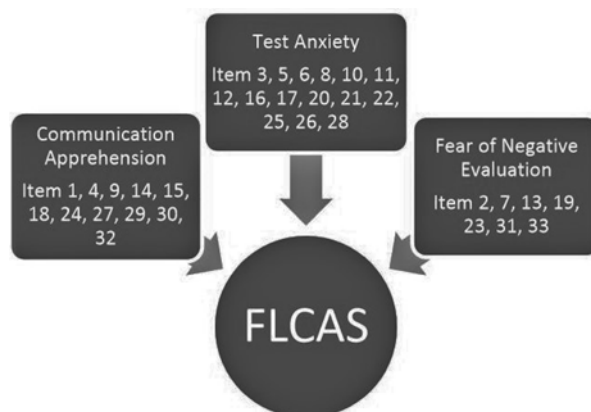 Test Anxiety
Item 3, 5, 6, 8, 10, 11,
12, 16, 17, 20, 21, 22,
25, 26, 28
Communication
Apprehension
Item 1, 4, 9, 14, 15,
18, 24, 27, 29, 30,
32
Fear of Negative
Evaluation
Item 2, 7, 13, 19,
23, 31, 33
FLCAS